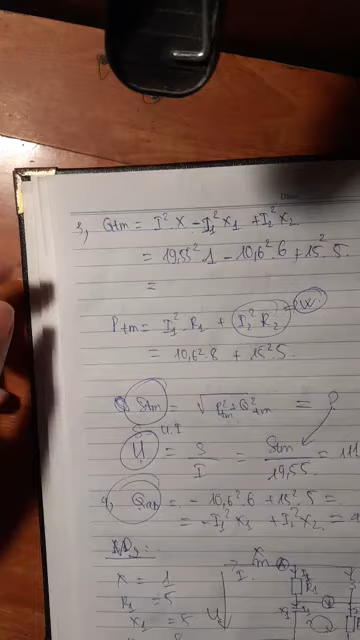 3, Qtm = I² X - I₁² X₁ + I₂² X₂
= 19,55² 1 - 10,6² 6 + 15² 5.
=
Ptm = I₁² R₁ + I₂² R₂ (W)
= 10,6² 8 + 15² 5.
Stm = √ P²tm + Q²tm = ?
S = U.I
U = S / I = Stm / 19,55 = 111
4, = - 10,6² 6 + 15² 5 =
= - I₁² X₁ + I₂² X₂ =
X = 1
R₁ = 5
X₁ = 5
I R₁